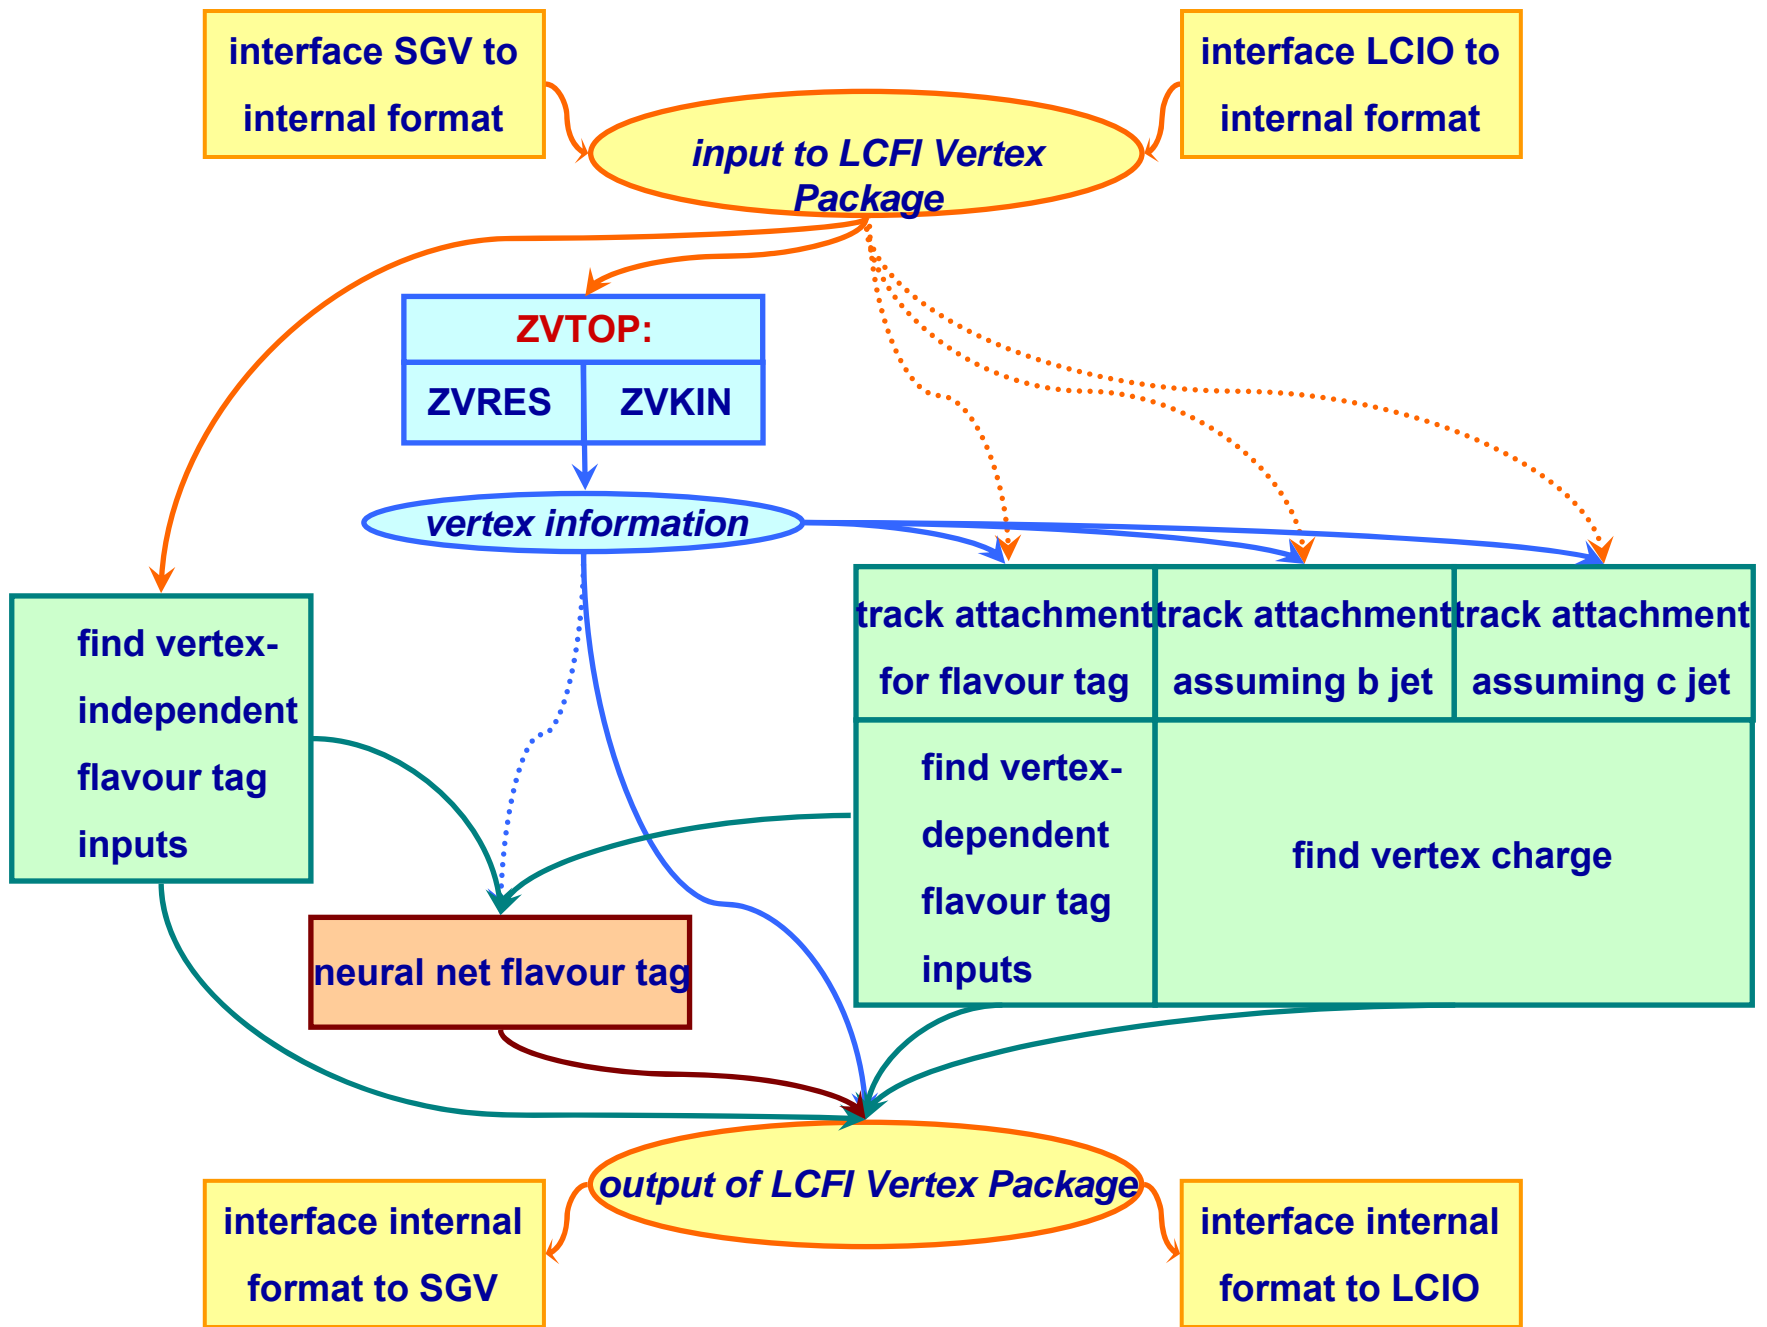 interface SGV to
internal format
interface LCIO to
internal format
input to LCFI Vertex
Package
ZVTOP:
ZVRES
ZVKIN
vertex information
find vertex-
independent
flavour tag
inputs
track attachment
for flavour tag
track attachment
assuming b jet
track attachment
assuming c jet
find vertex-
dependent
flavour tag
inputs
find vertex charge
neural net flavour tag
output of LCFI Vertex Package
interface internal
format to SGV
interface internal
format to LCIO